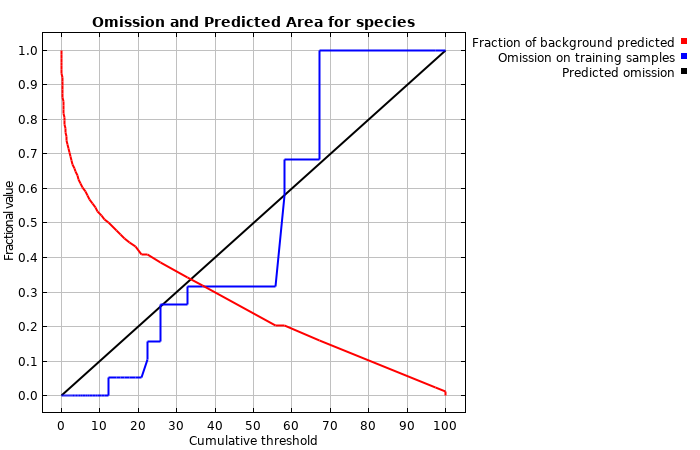 Omission and Predicted Area for species
Fraction of background predicted
Omission on training samples
Predicted omission
Fractional value
1.0
0.9
0.8
0.7
0.6
0.5
0.4
0.3
0.2
0.1
0.0
0 10 20 30 40 50 60 70 80 90 100
Cumulative threshold